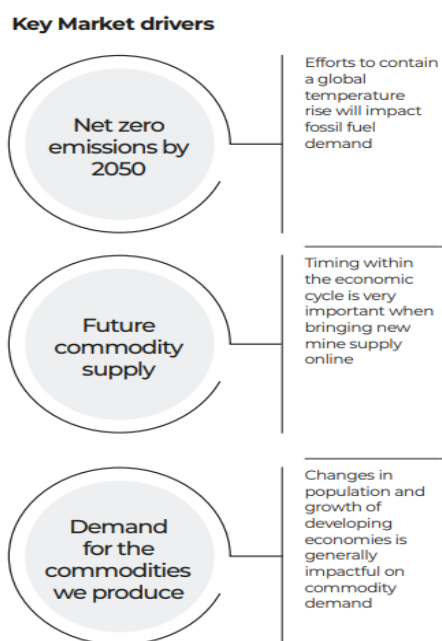 Key Market drivers
Net zero
emissions by
2050
Efforts to contain
a global
temperature
rise will impact
fossil fuel
demand
Future
commodity
supply
Timing within
the economic
cycle is very
important when
bringing new
mine supply
online
Demand
for the
commodities
we produce
Changes in
population and
growth of
developing
economies is
generally
impactful on
commodity
demand